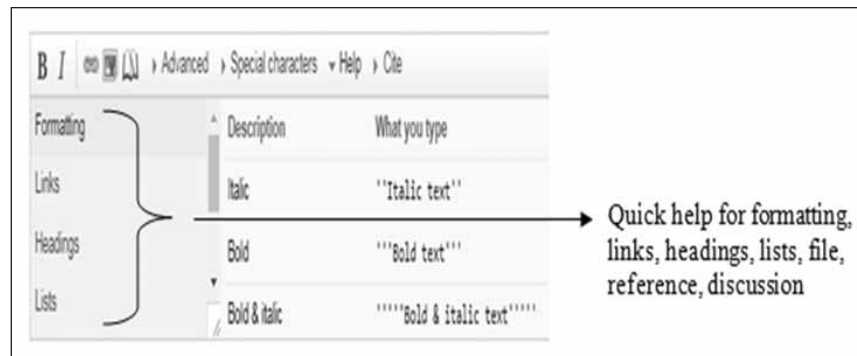 B I Advanced Special characters Help Cite
Formatting
Links
Headings
Lists
Description What you type
Italic ''Italic text''
Bold '''Bold text'''
Bold & italic '''''Bold & italic text'''''
Quick help for formatting,
links, headings, lists, file,
reference, discussion